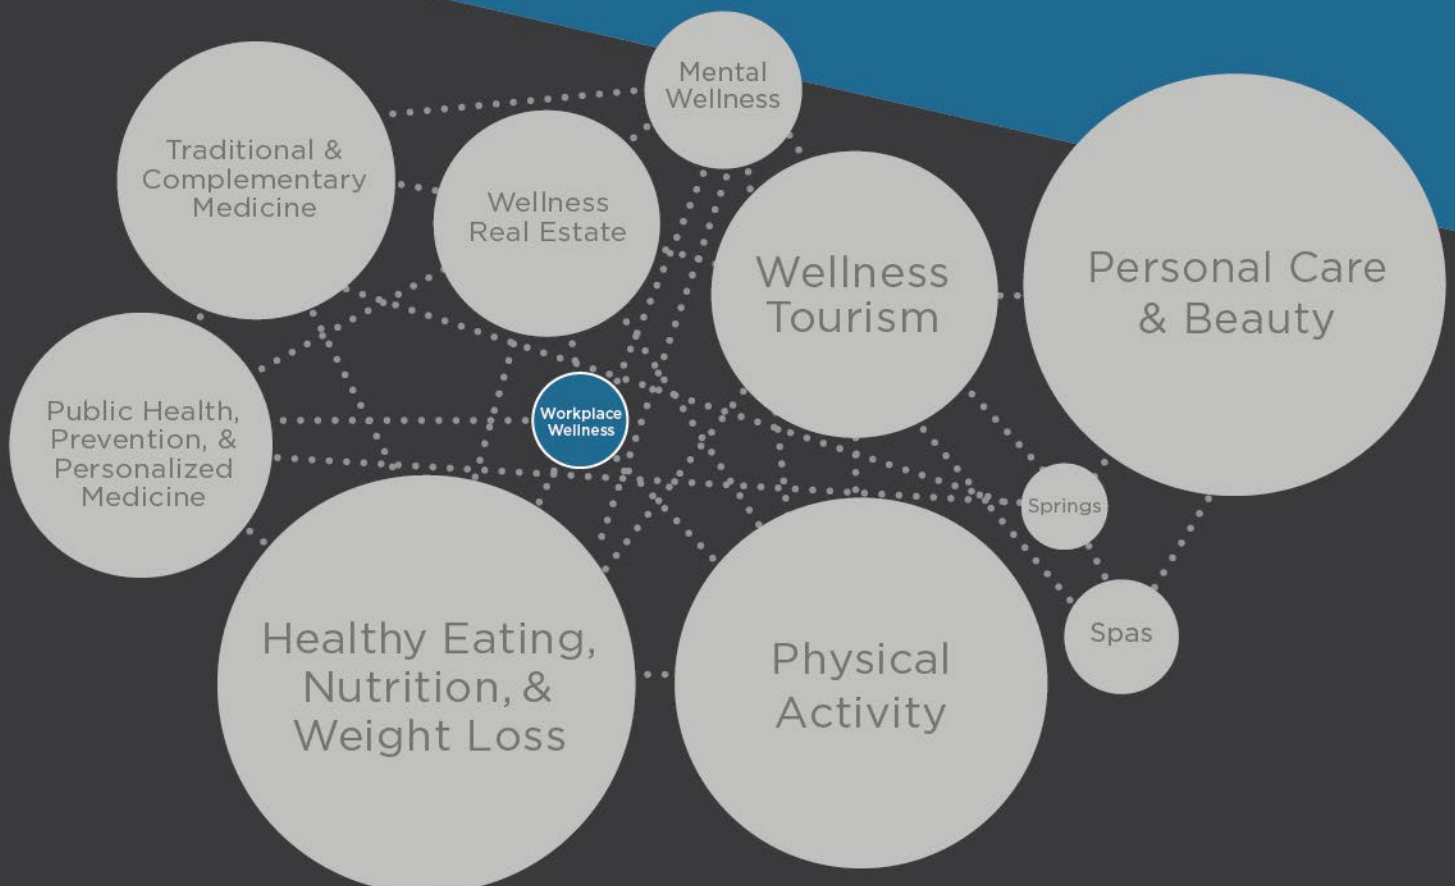 Mental
Wellness
Traditional &
Complementary
Medicine
Wellness
Real Estate
Wellness
Tourism
Personal Care
& Beauty
Public Health,
Prevention, &
Personalized
Medicine
Workplace
Wellness
Springs
Spas
Healthy Eating,
Nutrition, &
Weight Loss
Physical
Activity